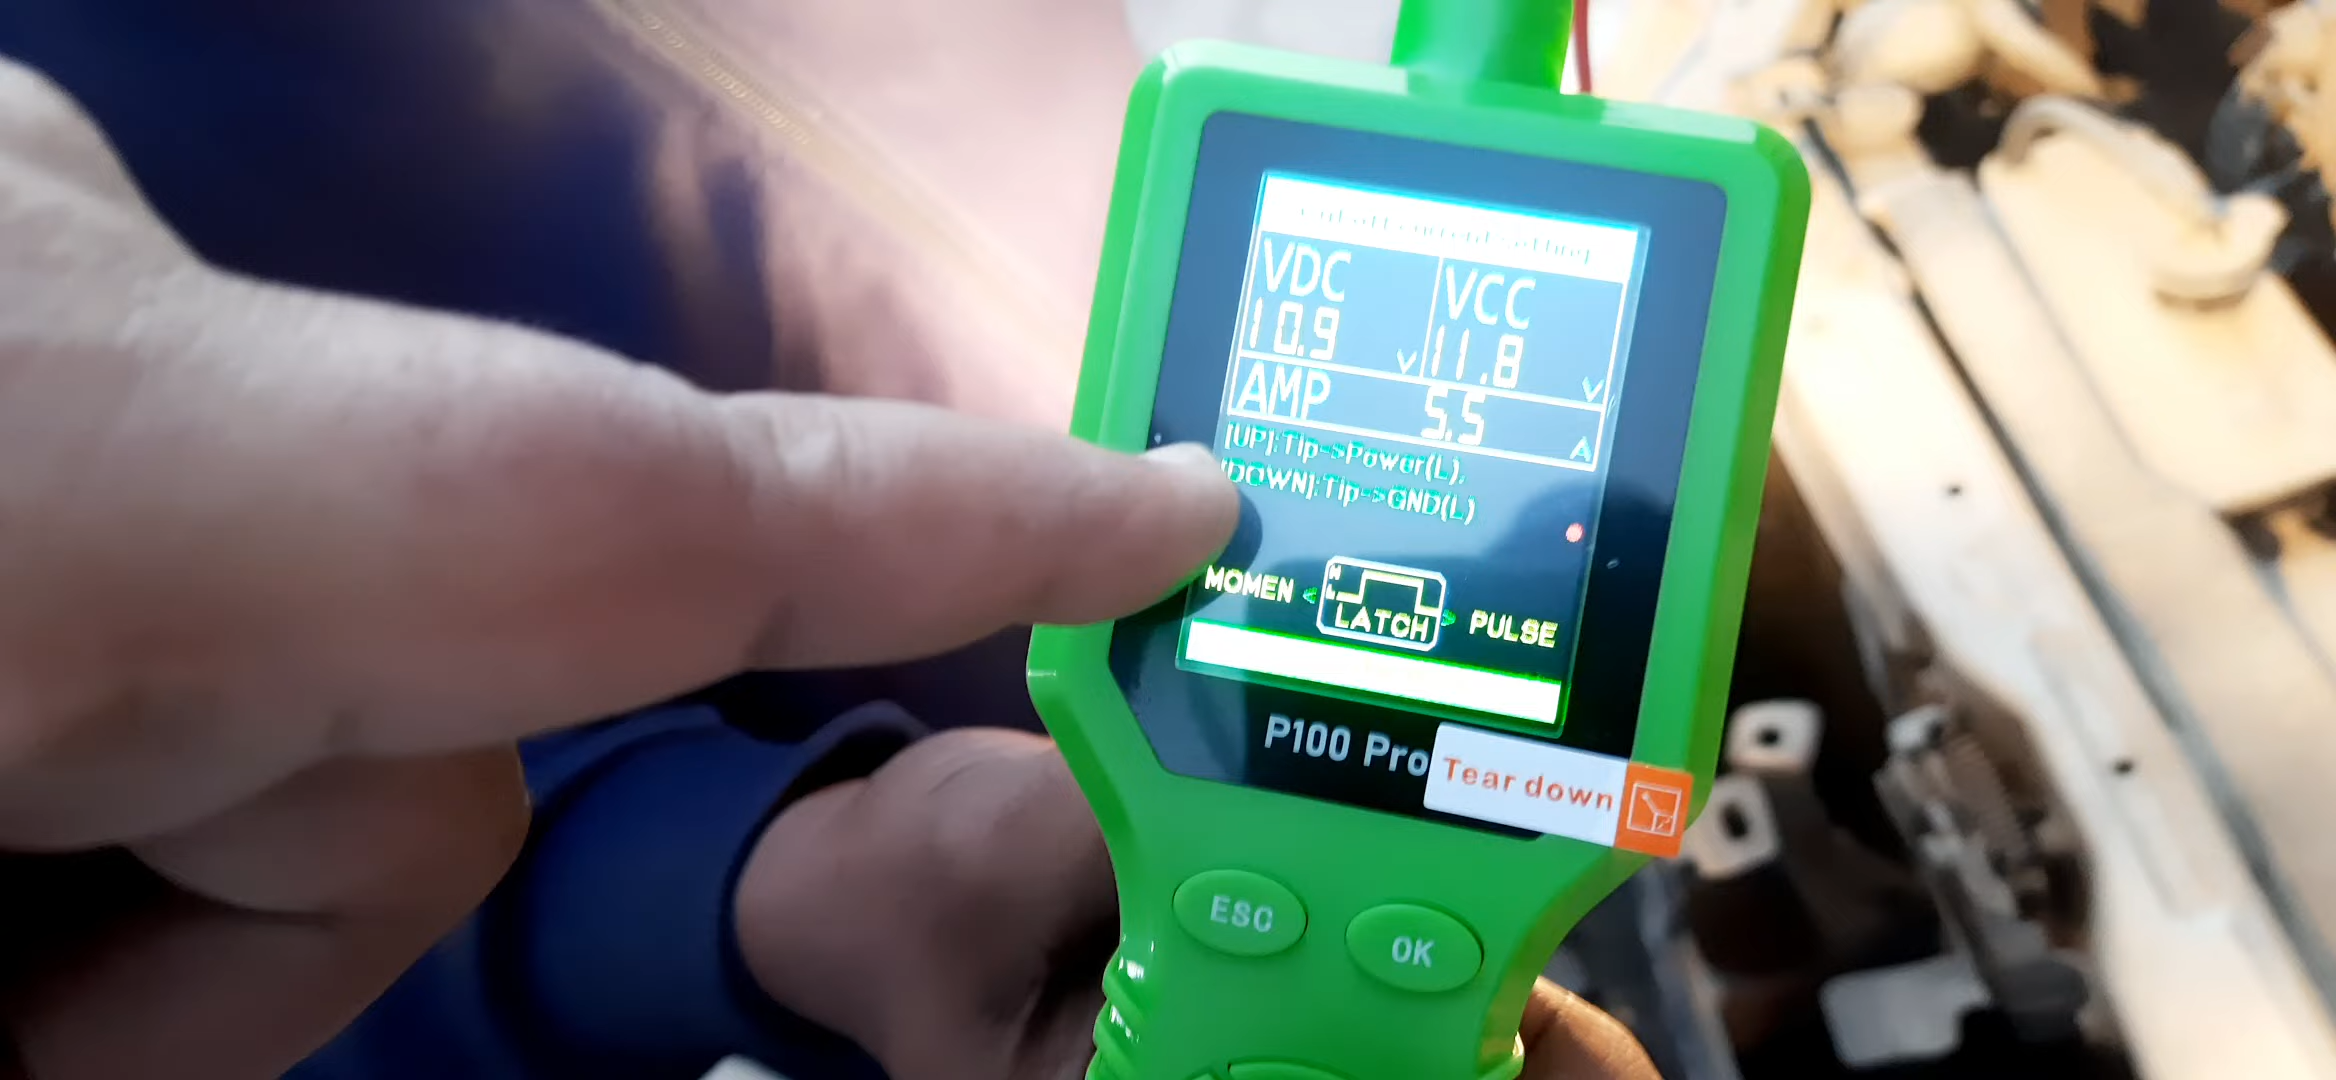 VDC
10.9 V
VCC
11.8 V
AMP 5.5 A
[UP]:Tip->Power(L),
[DOWN]:Tip->GND(L)
MOMEN < H L LATCH > PULSE
P100 Pro
Tear down
ESC
OK